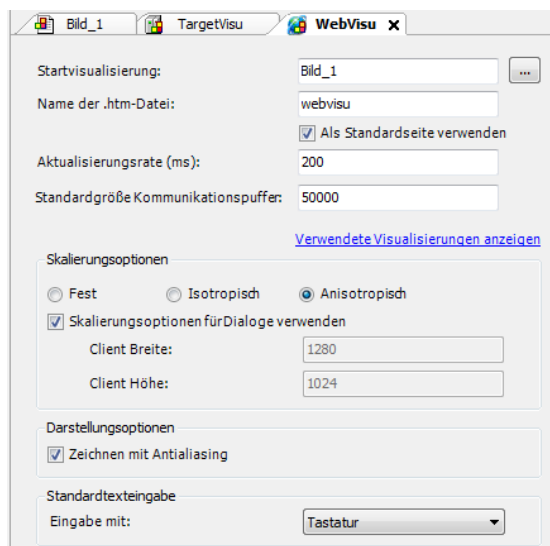 Bild_1 TargetVisu WebVisu x
Startvisualisierung: Bild_1 ...
Name der .htm-Datei: webvisu
Als Standardseite verwenden
Aktualisierungsrate (ms): 200
Standardgröße Kommunikationspuffer: 50000
Verwendete Visualisierungen anzeigen
Skalierungsoptionen
Fest Isotropisch Anisotropisch
Skalierungsoptionen für Dialoge verwenden
Client Breite: 1280
Client Höhe: 1024
Darstellungsoptionen
Zeichnen mit Antialiasing
Standardtexteingabe
Eingabe mit: Tastatur